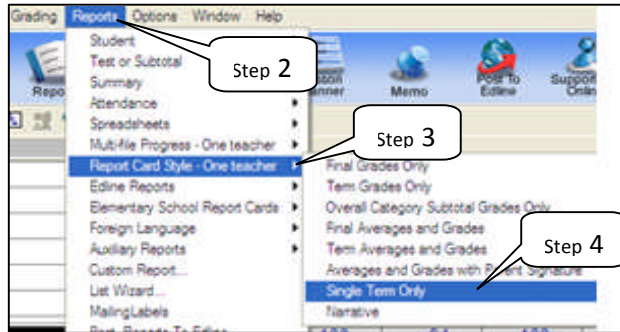 Grading Reports Options Window Help
Student
Test or Subtotal
Summary
Attendance
Spreadsheets
Multi-file Progress - One teacher
Report Card Style - One teacher
Edline Reports
Elementary School Report Cards
Foreign Language
Auxiliary Reports
Custom Report...
List Wizard...
MailingLabels
Post Reports To Edline
Step 2
Memo
Post To
Edline
Step 3
Final Grades Only
Term Grades Only
Overall Category Subtotal Grades Only
Final Averages and Grades
Term Averages and Grades
Averages and Grades with Parent Signature
Single Term Only
Narrative
Step 4